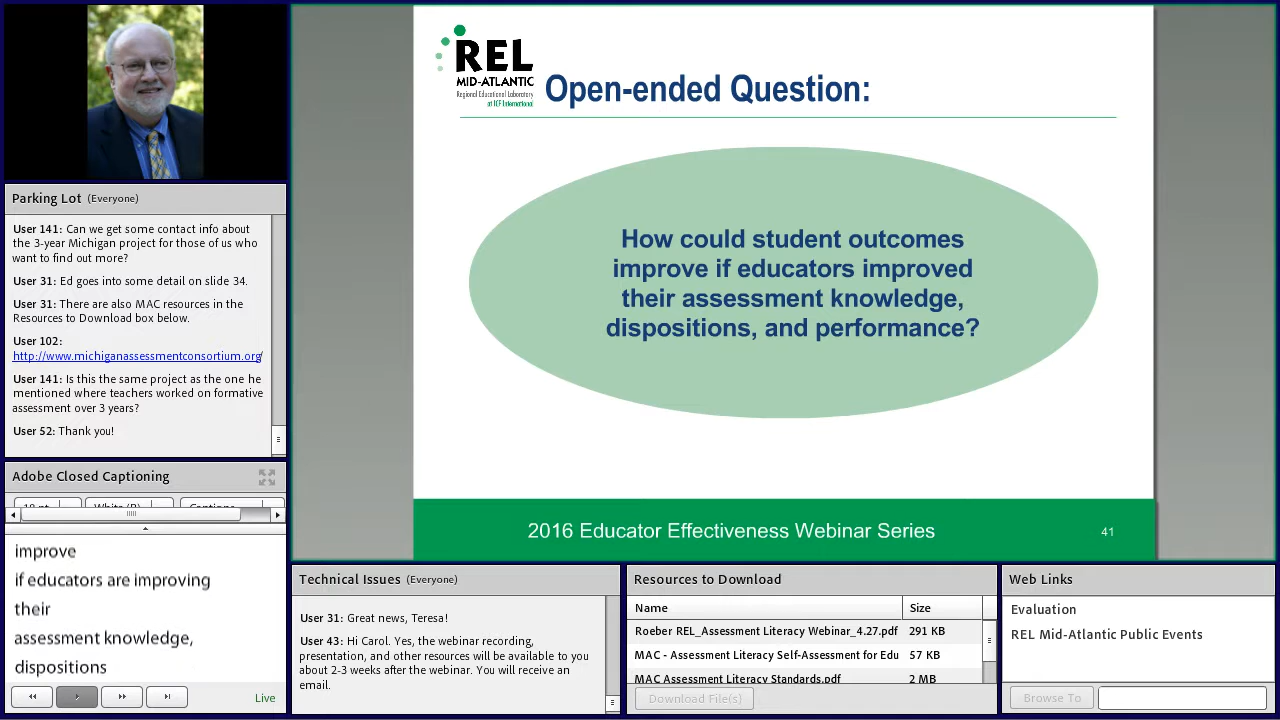 REL
MID-ATLANTIC
Regional Educational Laboratory
at ICF International
Open-ended Question:
How could student outcomes
improve if educators improved
their assessment knowledge,
dispositions, and performance?
2016 Educator Effectiveness Webinar Series
41
Parking Lot (Everyone)
User 141: Can we get some contact info about
the 3-year Michigan project for those of us who
want to find out more?
User 31: Ed goes into some detail on slide 34.
User 31: There are also MAC resources in the
Resources to Download box below.
User 102:
http://www.michiganassessmentconsortium.org/
User 141: Is this the same project as the one he
mentioned where teachers worked on formative
assessment over 3 years?
User 52: Thank you!
Adobe Closed Captioning
18 pt
White (B)
Captions
improve
if educators are improving
their
assessment knowledge,
dispositions
Live
Technical Issues (Everyone)
User 31: Great news, Teresa!
User 43: Hi Carol. Yes, the webinar recording,
presentation, and other resources will be available to you
about 2-3 weeks after the webinar. You will receive an
email.
Resources to Download
Name Size
Roeber REL_Assessment Literacy Webinar_4.27.pdf 291 KB
MAC - Assessment Literacy Self-Assessment for Edu 57 KB
MAC Assessment Literacy Standards.pdf 2 MB
Download File(s)
Web Links
Evaluation
REL Mid-Atlantic Public Events
Browse To